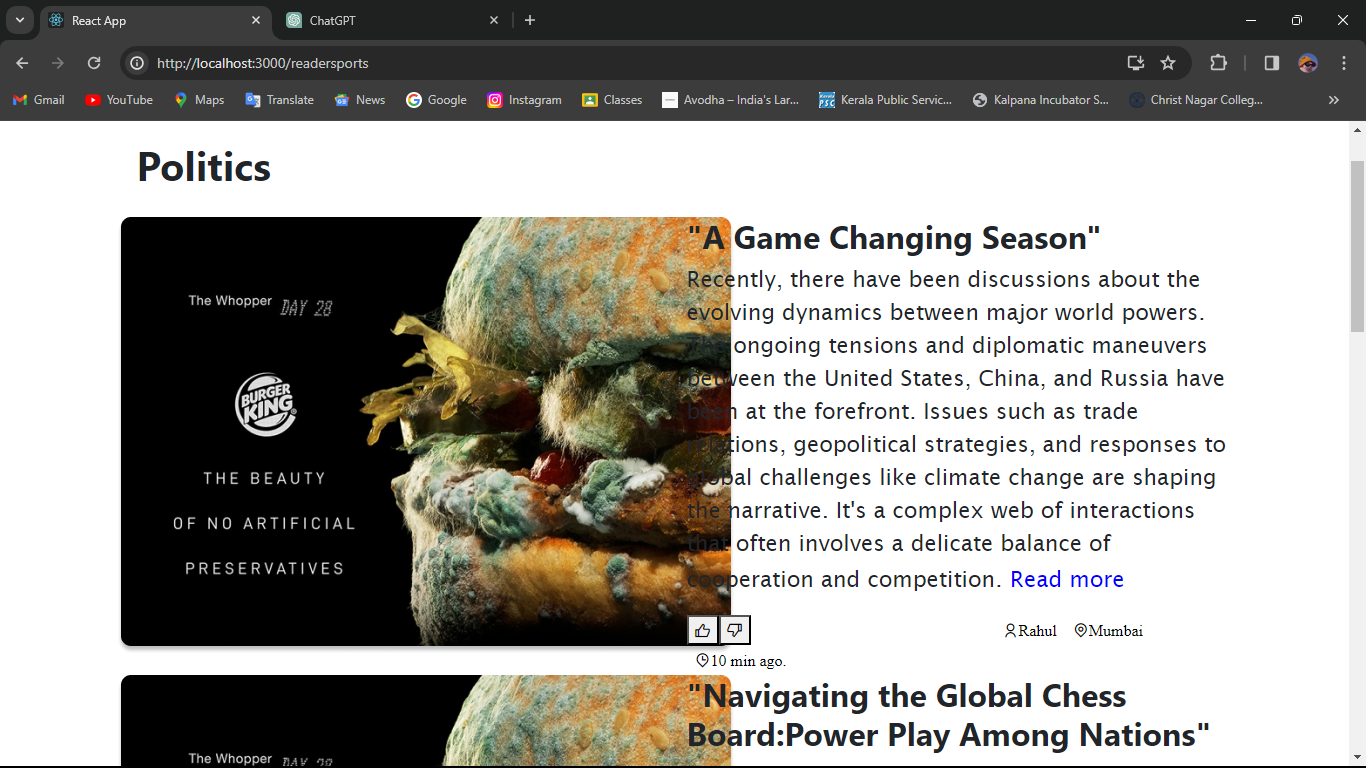 React App
ChatGPT
http://localhost:3000/readersports
Gmail
YouTube
Maps
Translate
News
Google
Instagram
Classes
Avodha – India's Lar...
Kerala Public Servic...
Kalpana Incubator S...
Christ Nagar Colleg...
Politics
The Whopper DAY 28
BURGER
KING
THE BEAUTY
OF NO ARTIFICIAL
PRESERVATIVES
"A Game Changing Season"
Recently, there have been discussions about the
evolving dynamics between major world powers.
The ongoing tensions and diplomatic maneuvers
between the United States, China, and Russia have
been at the forefront. Issues such as trade
relations, geopolitical strategies, and responses to
global challenges like climate change are shaping
the narrative. It's a complex web of interactions
that often involves a delicate balance of
cooperation and competition. Read more
Rahul
Mumbai
10 min ago.
The Whopper DAY 28
"Navigating the Global Chess
Board:Power Play Among Nations"